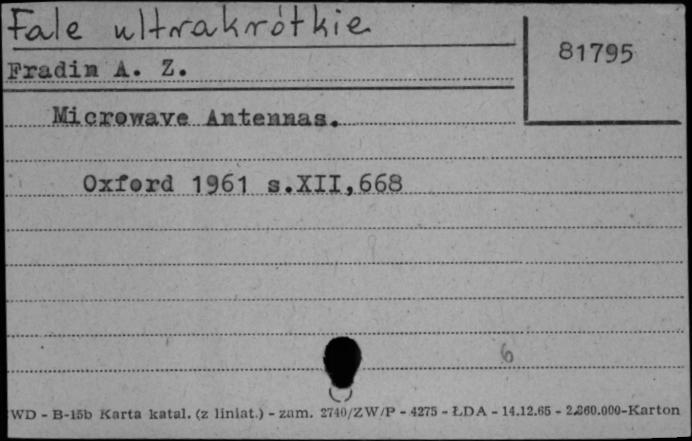 Fale ultrakrótkie
81795
Fradin A. Z.
Microwave Antennas.
Oxford 1961 s.XII,668
6
WD - B-15b Karta katal. (z liniat.) - zam. 2740/ZW/P - 4275 - ŁDA - 14.12.65 - 2.860.000-Karton